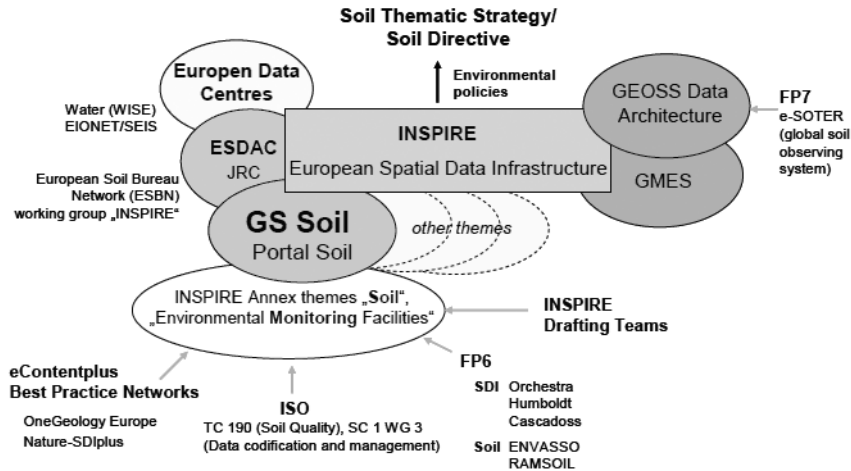 Soil Thematic Strategy/
Soil Directive
Environmental
policies
Europen Data
Centres
Water (WISE)
EIONET/SEIS
ESDAC
JRC
European Soil Bureau
Network (ESBN)
working group „INSPIRE“
INSPIRE
European Spatial Data Infrastructure
GEOSS Data
Architecture
GMES
FP7
e-SOTER
(global soil
observing
system)
GS Soil
Portal Soil
other themes
INSPIRE Annex themes „Soil“,
„Environmental Monitoring Facilities“
INSPIRE
Drafting Teams
eContentplus
Best Practice Networks
OneGeology Europe
Nature-SDIplus
ISO
TC 190 (Soil Quality), SC 1 WG 3
(Data codification and management)
FP6
SDI Orchestra
Humboldt
Cascadoss
Soil ENVASSO
RAMSOIL